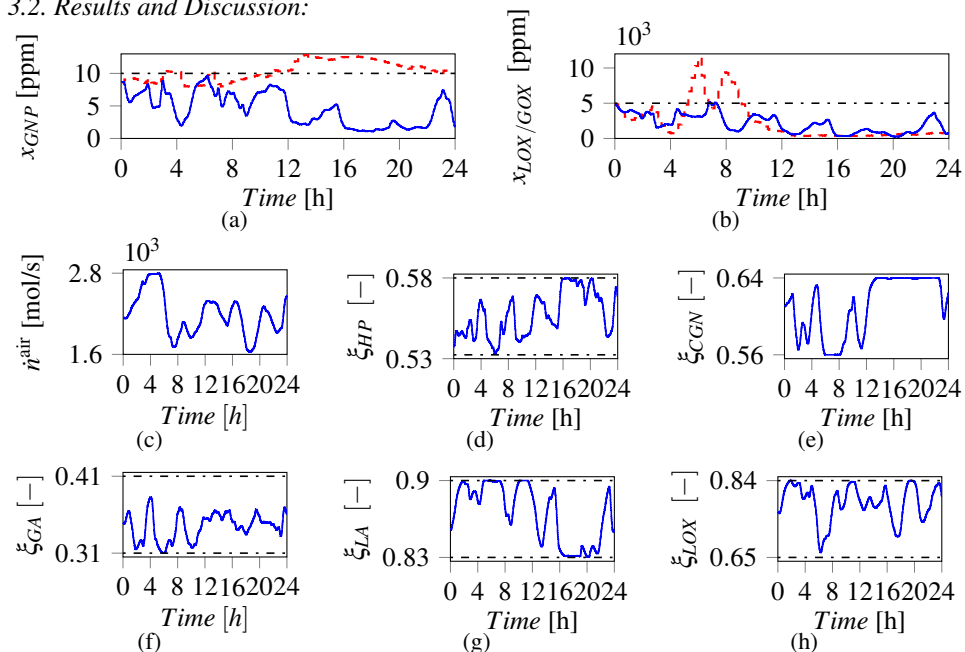 3.2. Results and Discussion:
x_GNP [ppm]
10
5
0
0 4 8 12 16 20 24
Time [h]
(a)
x_LOX/GOX [ppm]
10^3
10
5
0
0 4 8 12 16 20 24
Time [h]
(b)
ṅ^air [mol/s]
10^3
2.8
1.6
0 4 8 12 16 20 24
Time [h]
(c)
ξ_HP [−]
0.58
0.53
0 4 8 12 16 20 24
Time [h]
(d)
ξ_CGN [−]
0.64
0.56
0 4 8 12 16 20 24
Time [h]
(e)
ξ_GA [−]
0.41
0.31
0 4 8 12 16 20 24
Time [h]
(f)
ξ_LA [−]
0.9
0.83
0 4 8 12 16 20 24
Time [h]
(g)
ξ_LOX [−]
0.84
0.65
0 4 8 12 16 20 24
Time [h]
(h)